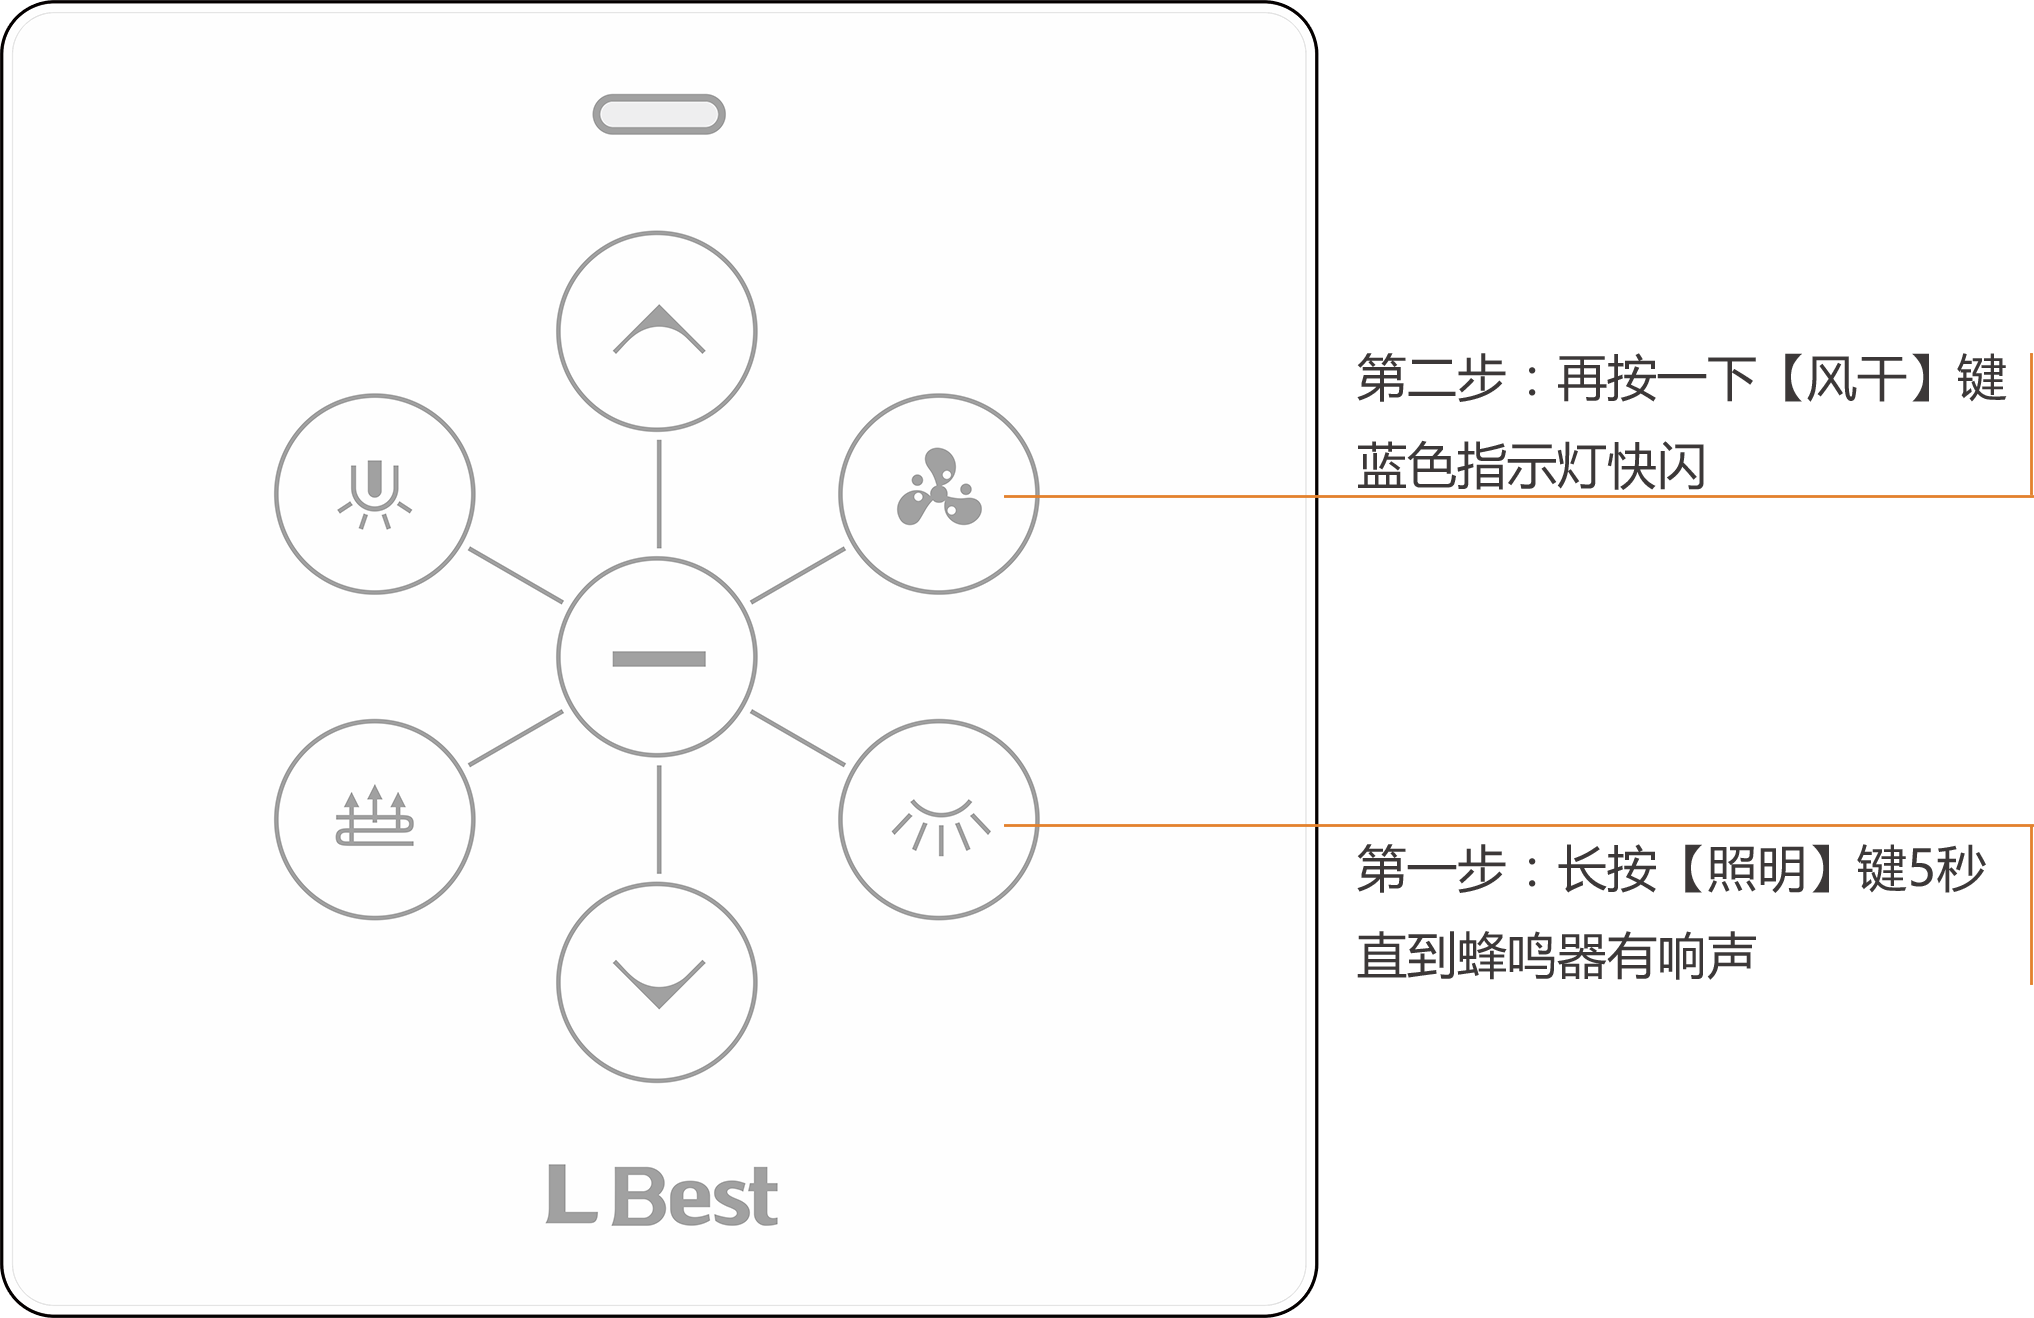 第二步：再按一下【风干】键
蓝色指示灯快闪
第一步：长按【照明】键5秒
直到蜂鸣器有响声
L Best